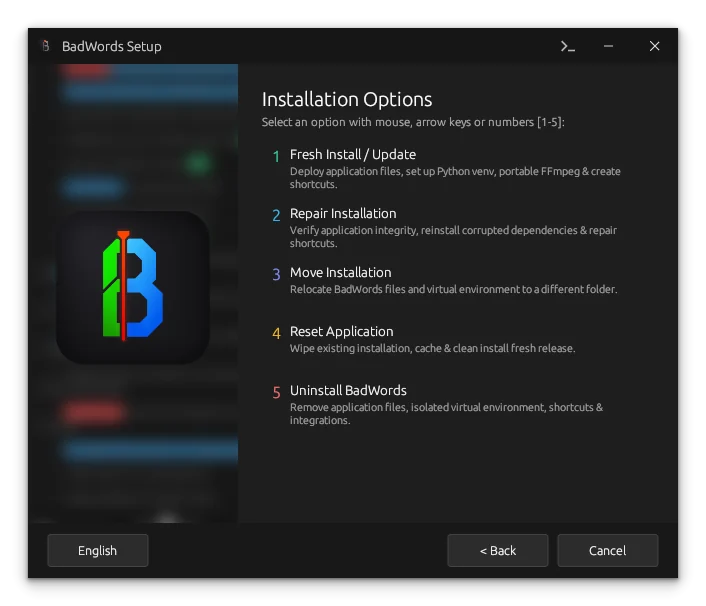 BadWords Setup
Installation Options
Select an option with mouse, arrow keys or numbers [1-5]:
1 Fresh Install / Update
Deploy application files, set up Python venv, portable FFmpeg & create
shortcuts.
2 Repair Installation
Verify application integrity, reinstall corrupted dependencies & repair
shortcuts.
3 Move Installation
Relocate BadWords files and virtual environment to a different folder.
4 Reset Application
Wipe existing installation, cache & clean install fresh release.
5 Uninstall BadWords
Remove application files, isolated virtual environment, shortcuts &
integrations.
English
< Back
Cancel